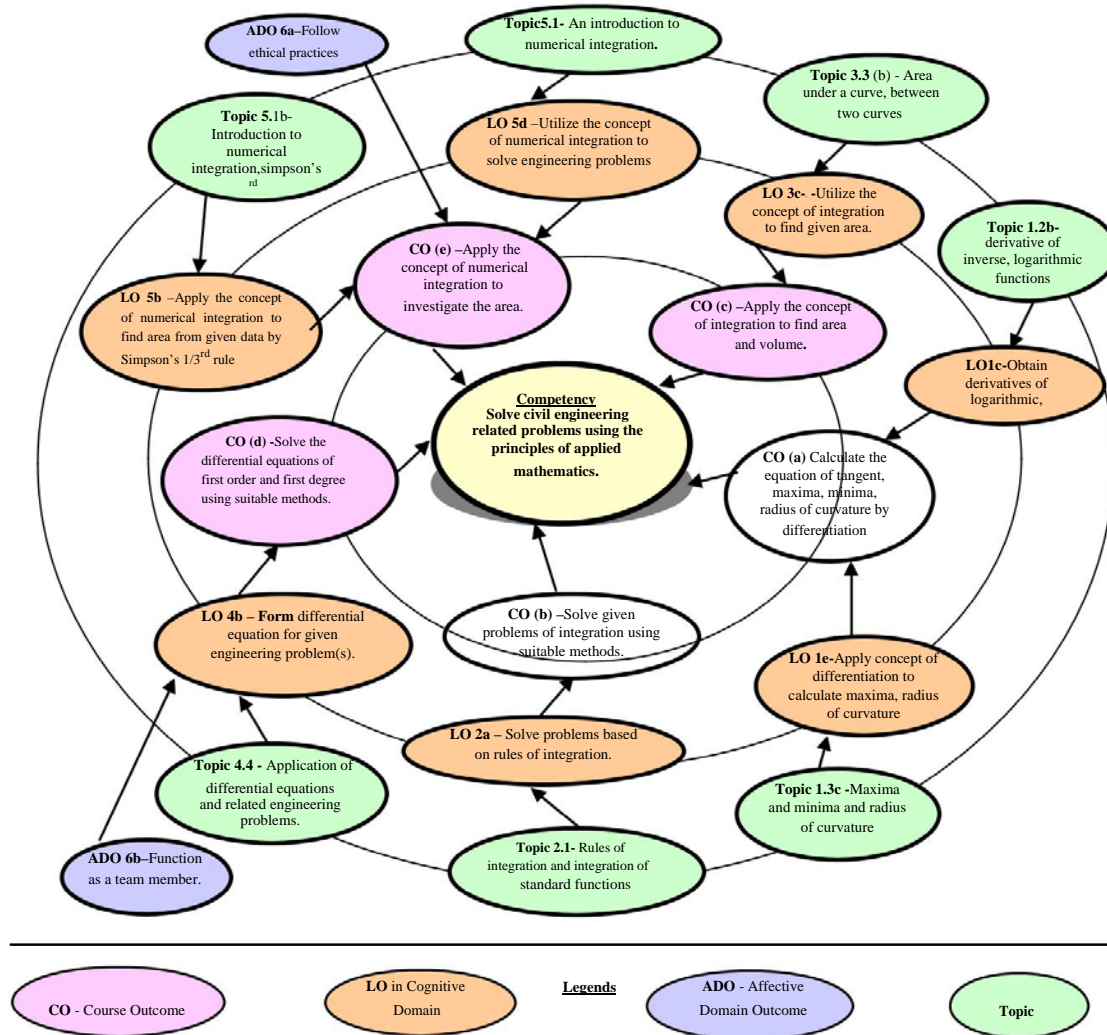 ADO 6a–Follow
ethical practices
Topic5.1- An introduction to
numerical integration.
Topic 3.3 (b) - Area
under a curve, between
two curves
Topic 5.1b-
Introduction to
numerical
integration,simpson's
rd
LO 5d –Utilize the concept
of numerical integration to
solve engineering problems
LO 3c- -Utilize the
concept of integration
to find given area.
Topic 1.2b-
derivative of
inverse, logarithmic
functions
CO (e) –Apply the
concept of numerical
integration to
investigate the area.
LO 5b –Apply the concept
of numerical integration to
find area from given data by
Simpson's 1/3rd rule
CO (c) –Apply the concept
of integration to find area
and volume.
LO1c-Obtain
derivatives of
logarithmic,
Competency
Solve civil engineering
related problems using the
principles of applied
mathematics.
CO (d) -Solve the
differential equations of
first order and first degree
using suitable methods.
CO (a) Calculate the
equation of tangent,
maxima, minima,
radius of curvature by
differentiation
LO 4b – Form differential
equation for given
engineering problem(s).
CO (b) –Solve given
problems of integration using
suitable methods.
LO 1e-Apply concept of
differentiation to
calculate maxima, radius
of curvature
LO 2a – Solve problems based
on rules of integration.
Topic 4.4 - Application of
differential equations
and related engineering
problems.
Topic 1.3c -Maxima
and minima and radius
of curvature
ADO 6b–Function
as a team member.
Topic 2.1- Rules of
integration and integration of
standard functions
CO - Course Outcome
LO in Cognitive
Domain
Legends
ADO - Affective
Domain Outcome
Topic